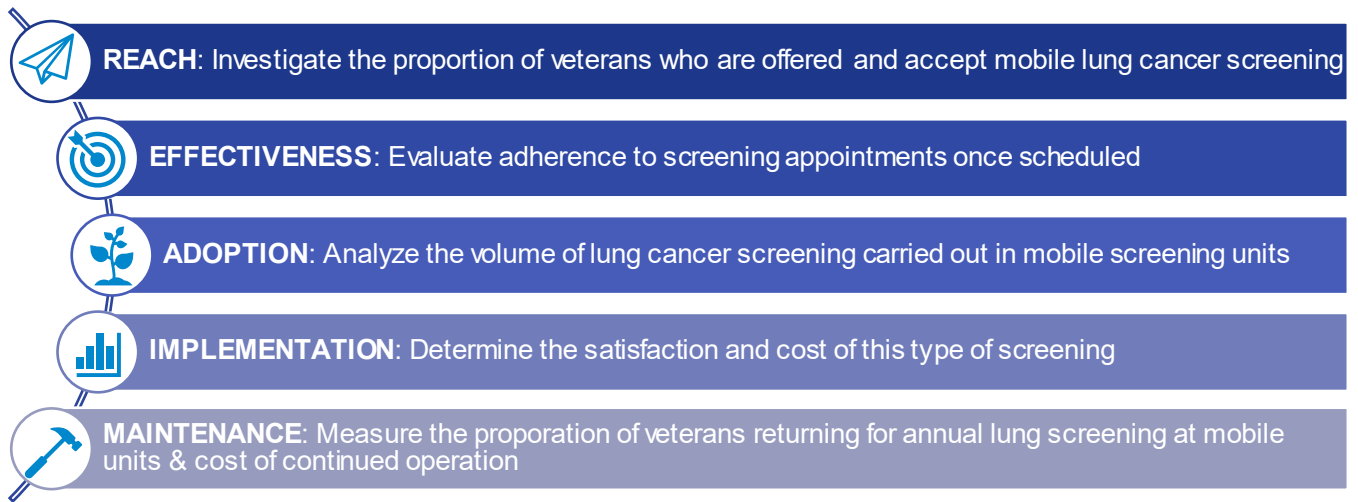 REACH: Investigate the proportion of veterans who are offered and accept mobile lung cancer screening
EFFECTIVENESS: Evaluate adherence to screening appointments once scheduled
ADOPTION: Analyze the volume of lung cancer screening carried out in mobile screening units
IMPLEMENTATION: Determine the satisfaction and cost of this type of screening
MAINTENANCE: Measure the proporation of veterans returning for annual lung screening at mobile
units & cost of continued operation